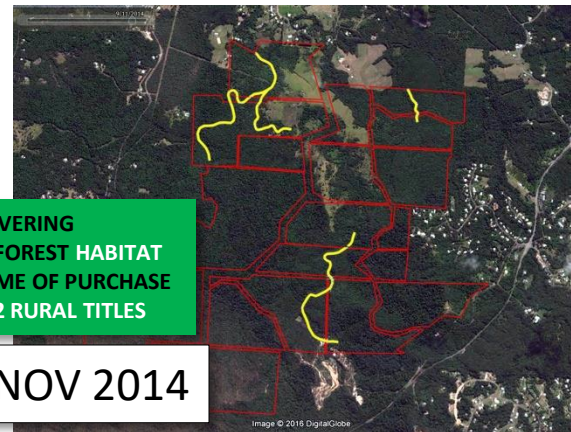 VERING
FOREST HABITAT
ME OF PURCHASE
2 RURAL TITLES
NOV 2014
Image © 2016 DigitalGlobe